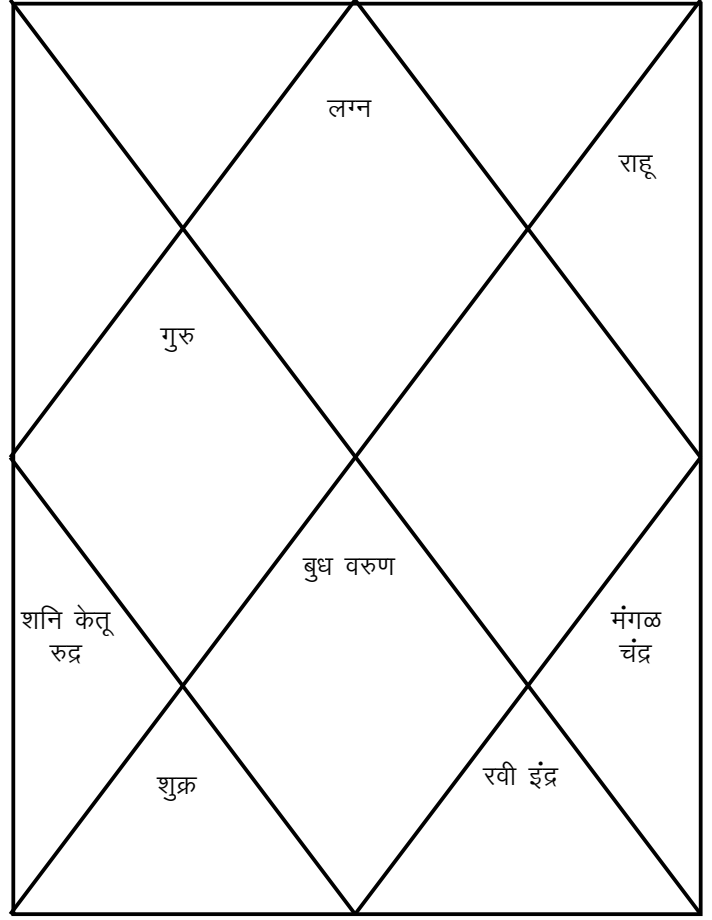 लग्न
राहू
गुरु
बुध वरुण
शनि केतू
रुद्र
मंगळ
चंद्र
शुक्र
रवी इंद्र